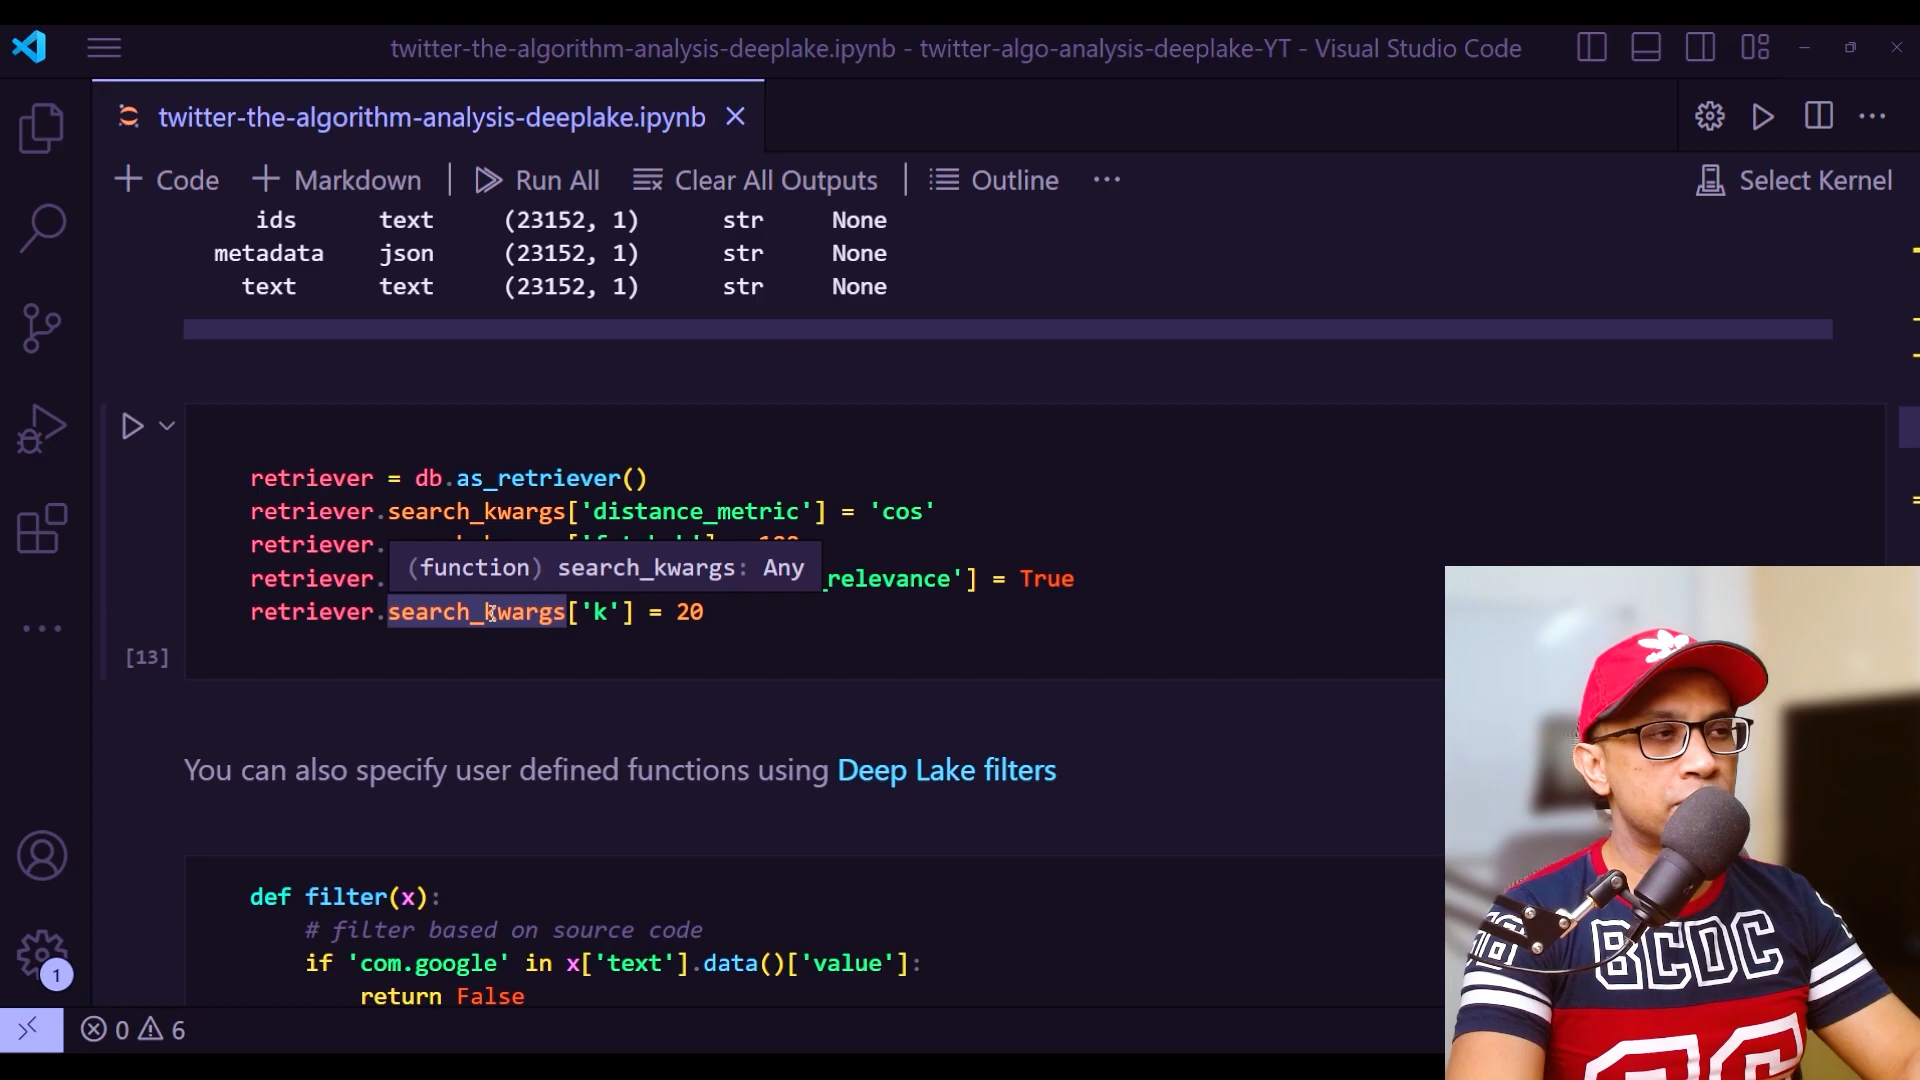 twitter-the-algorithm-analysis-deeplake.ipynb - twitter-algo-analysis-deeplake-YT - Visual Studio Code
twitter-the-algorithm-analysis-deeplake.ipynb
Code Markdown Run All Clear All Outputs Outline ... Select Kernel
ids text (23152, 1) str None
metadata json (23152, 1) str None
text text (23152, 1) str None
retriever = db.as_retriever()
retriever.search_kwargs['distance_metric'] = 'cos'
retriever.
(function) search_kwargs: Any
retriever. _relevance'] = True
retriever.search_kwargs['k'] = 20
[13]
You can also specify user defined functions using Deep Lake filters
def filter(x):
# filter based on source code
if 'com.google' in x['text'].data()['value']:
return False
1
0 6
BCDC